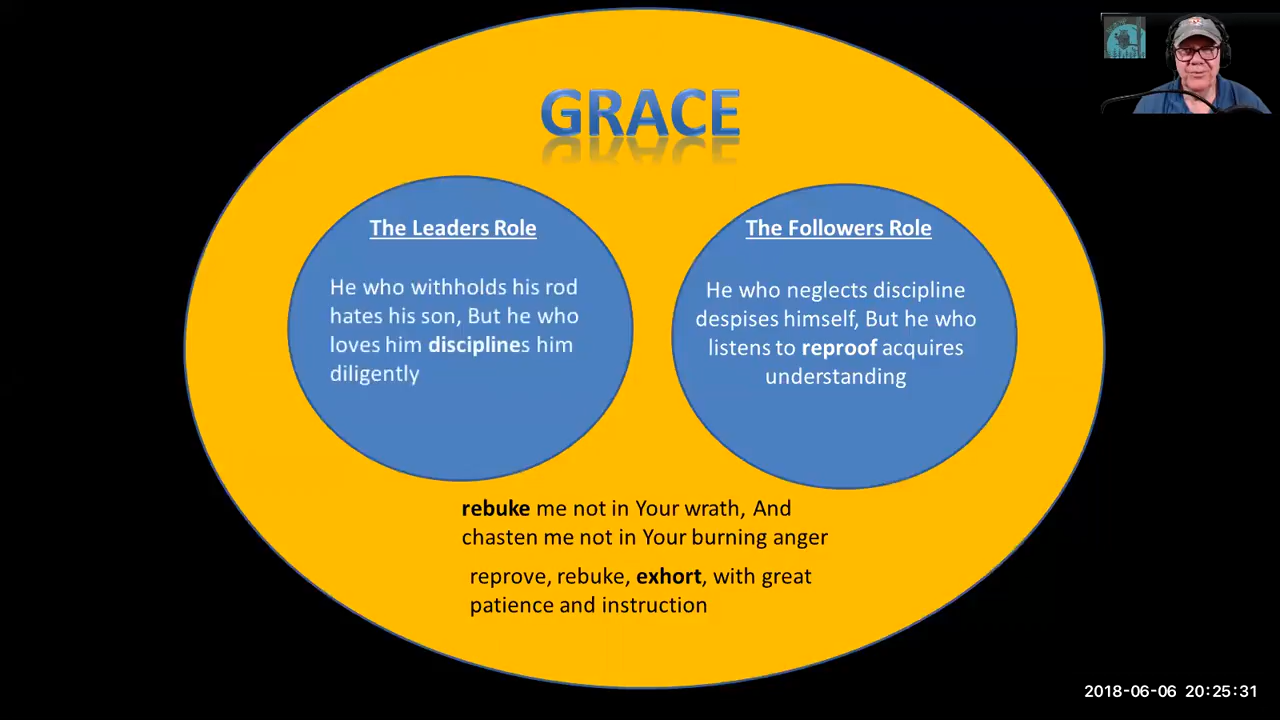 GRACE
The Leaders Role
He who withholds his rod
hates his son, But he who
loves him disciplines him
diligently
The Followers Role
He who neglects discipline
despises himself, But he who
listens to reproof acquires
understanding
rebuke me not in Your wrath, And
chasten me not in Your burning anger
reprove, rebuke, exhort, with great
patience and instruction
2018-06-06 20:25:31